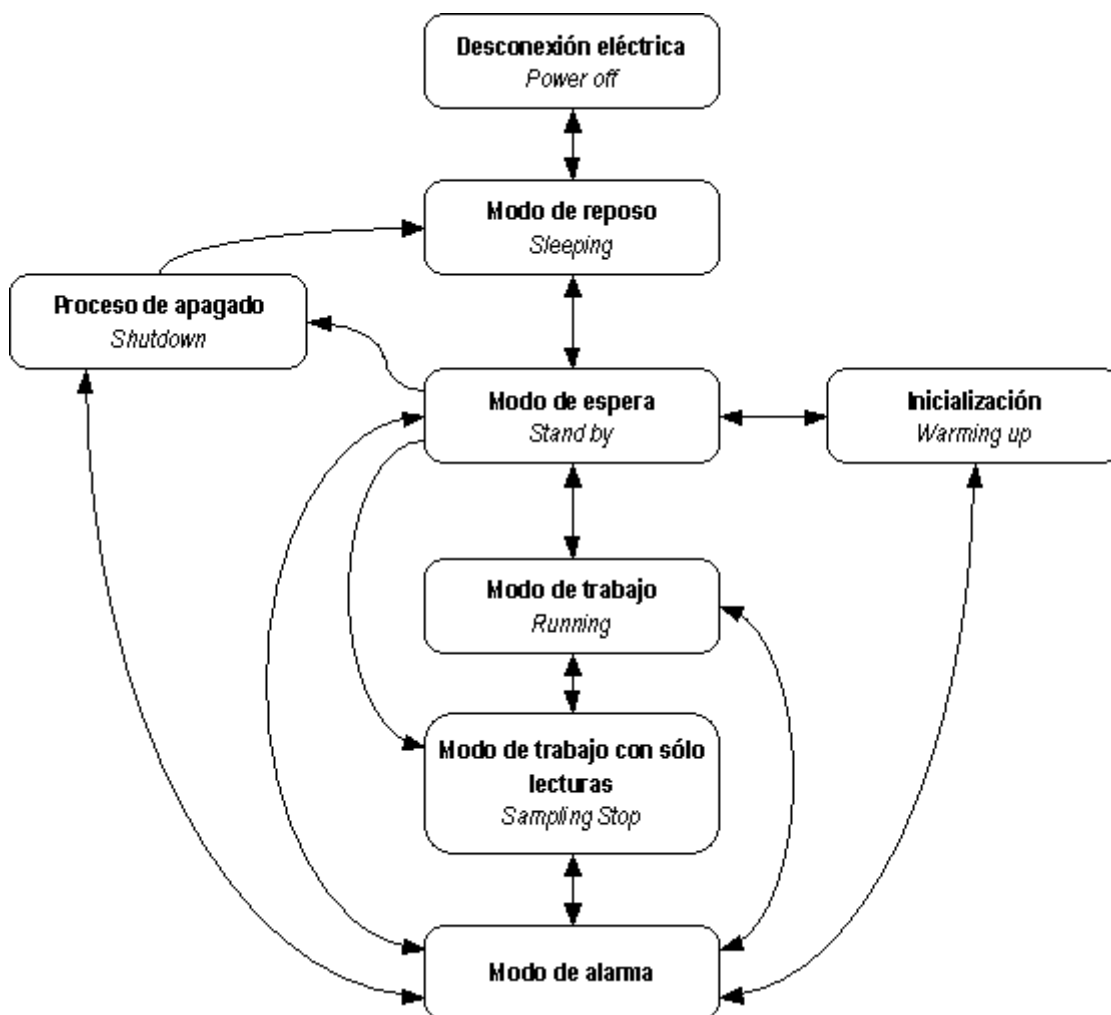 Desconexión eléctrica
Power off
Modo de reposo
Sleeping
Proceso de apagado
Shutdown
Modo de espera
Stand by
Inicialización
Warming up
Modo de trabajo
Running
Modo de trabajo con sólo
lecturas
Sampling Stop
Modo de alarma